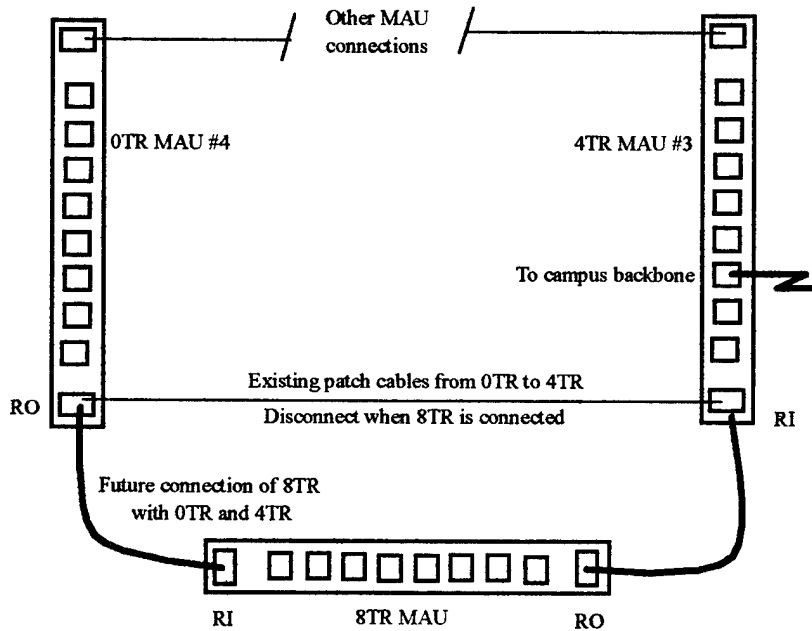 Other MAU
connections
0TR MAU #4
4TR MAU #3
To campus backbone
Existing patch cables from 0TR to 4TR
RO
Disconnect when 8TR is connected
RI
Future connection of 8TR
with 0TR and 4TR
RI
8TR MAU
RO